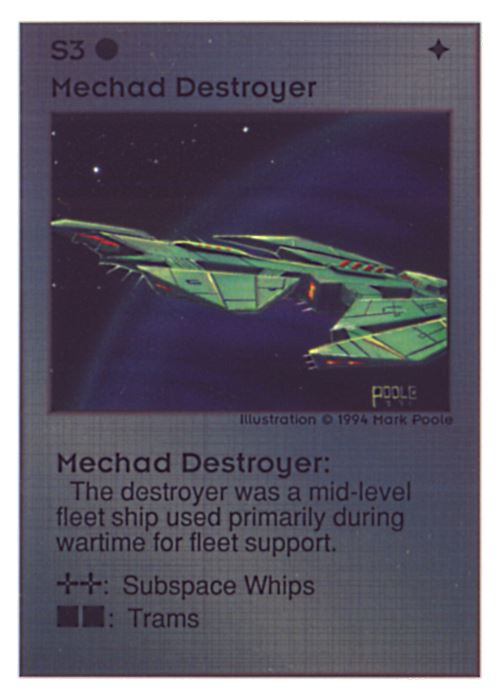 S3
Mechad Destroyer
POOLE
Illustration © 1994 Mark Poole
Mechad Destroyer:
The destroyer was a mid-level
fleet ship used primarily during
wartime for fleet support.
: Subspace Whips
: Trams